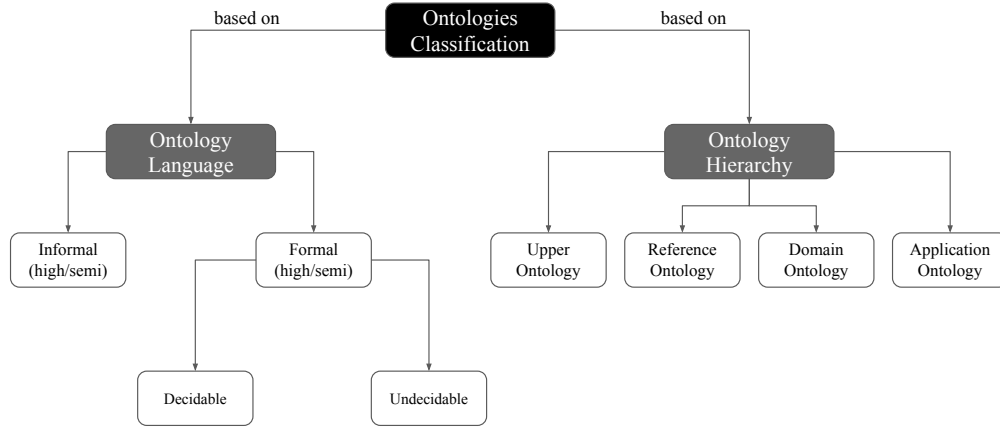 based on
Ontologies
Classification
based on
Ontology
Language
Ontology
Hierarchy
Informal
(high/semi)
Formal
(high/semi)
Upper
Ontology
Reference
Ontology
Domain
Ontology
Application
Ontology
Decidable
Undecidable